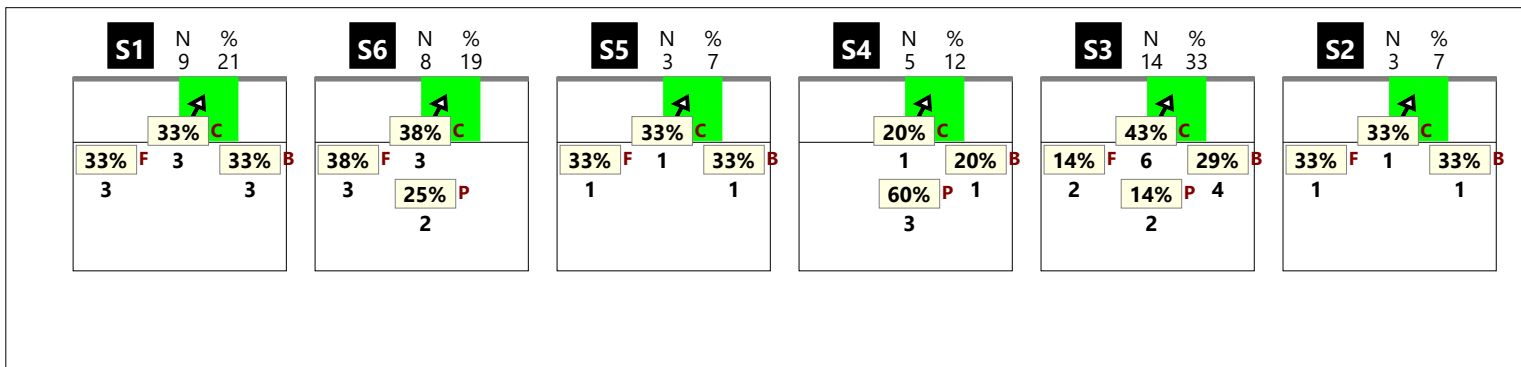 S1 N % 9 21
33% C 3
33% F 3
33% B 3
S6 N % 8 19
38% C 3
38% F 3
25% P 2
S5 N % 3 7
33% C 1
33% F 1
33% B 1
S4 N % 5 12
20% C 1
20% B 1
60% P 3
S3 N % 14 33
43% C 6
14% F 2
29% B 4
14% P 2
S2 N % 3 7
33% C 1
33% F 1
33% B 1